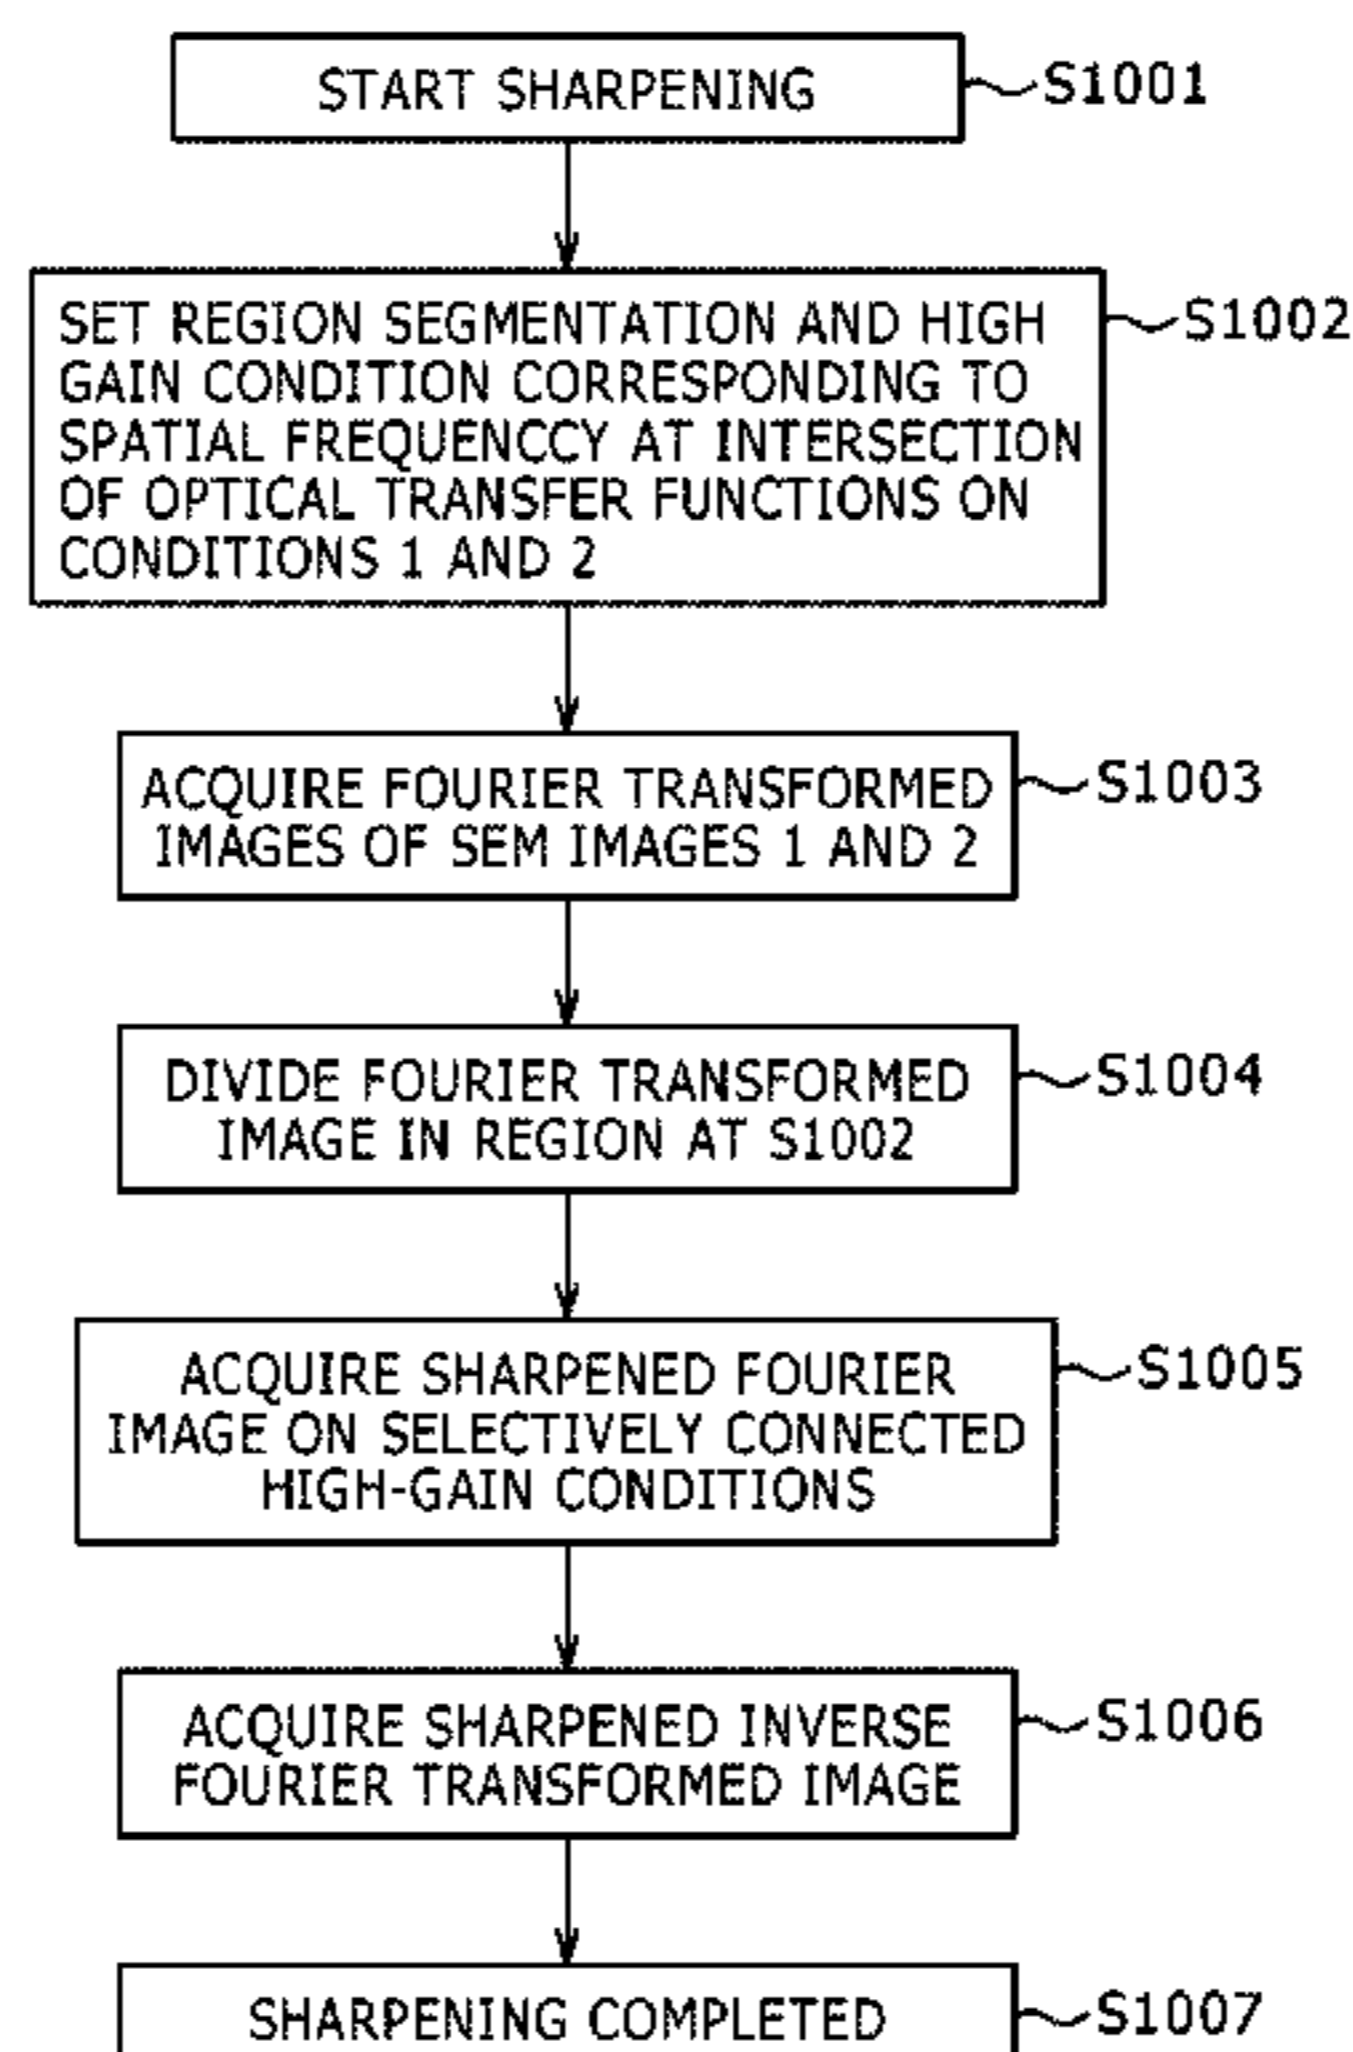 START SHARPENING
S1001
SET REGION SEGMENTATION AND HIGH
GAIN CONDITION CORRESPONDING TO
SPATIAL FREQUENCCY AT INTERSECTION
OF OPTICAL TRANSFER FUNCTIONS ON
CONDITIONS 1 AND 2
S1002
ACQUIRE FOURIER TRANSFORMED
IMAGES OF SEM IMAGES 1 AND 2
S1003
DIVIDE FOURIER TRANSFORMED
IMAGE IN REGION AT S1002
S1004
ACQUIRE SHARPENED FOURIER
IMAGE ON SELECTIVELY CONNECTED
HIGH-GAIN CONDITIONS
S1005
ACQUIRE SHARPENED INVERSE
FOURIER TRANSFORMED IMAGE
S1006
SHARPENING COMPLETED
S1007